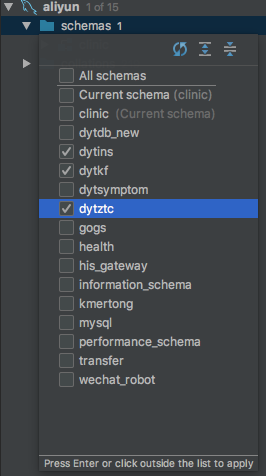 aliyun 1 of 15
schemas 1
All schemas
Current schema (clinic)
clinic (Current schema)
dytdb_new
dytins
dytkf
dytsymptom
dytztc
gogs
health
his_gateway
information_schema
kmertong
mysql
performance_schema
transfer
wechat_robot
Press Enter or click outside the list to apply